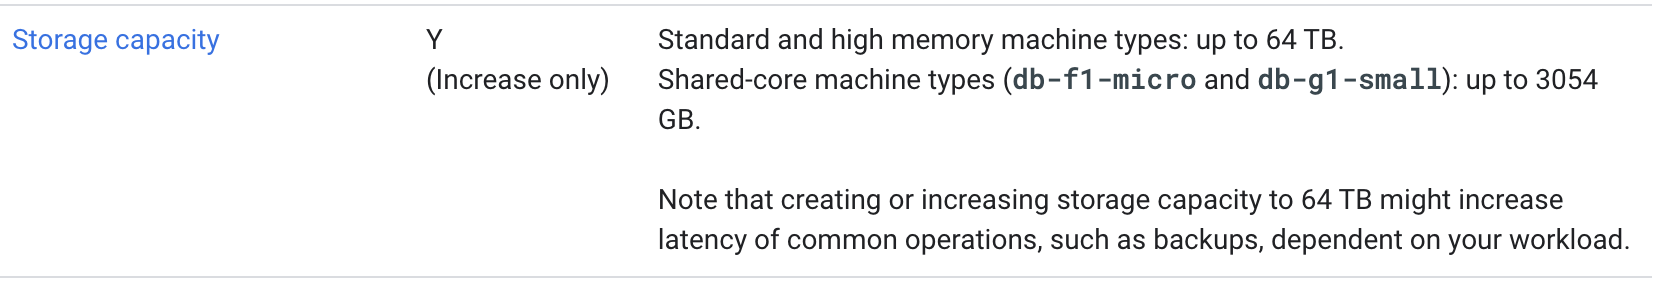 Storage capacity
Y
(Increase only)
Standard and high memory machine types: up to 64 TB.
Shared-core machine types (db-f1-micro and db-g1-small): up to 3054
GB.
Note that creating or increasing storage capacity to 64 TB might increase
latency of common operations, such as backups, dependent on your workload.